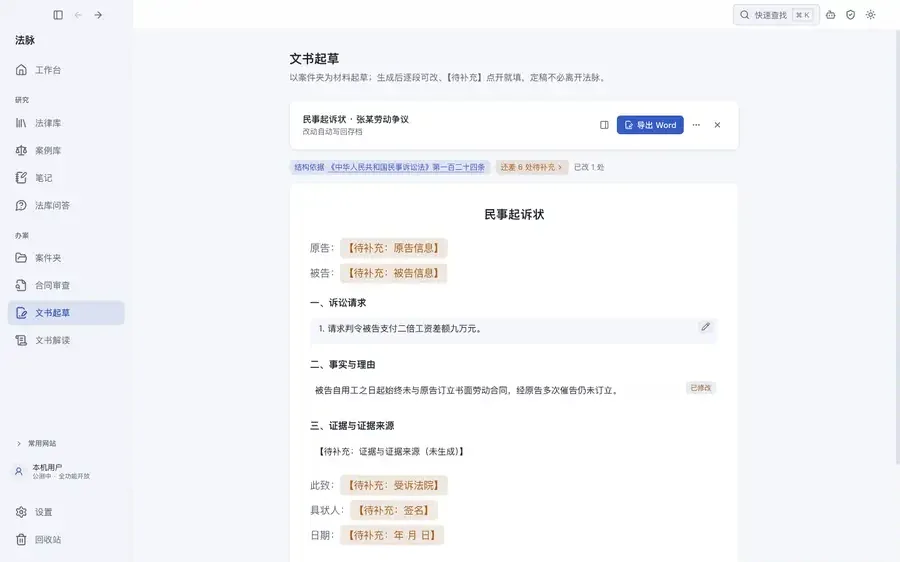 快速查找 ⌘ K
法脉
工作台
研究
法律库
案例库
笔记
法库问答
办案
案件夹
合同审查
文书起草
文书解读
常用网站
本机用户
公测中 · 全功能开放
设置
回收站
文书起草
以案件夹为材料起草；生成后逐段可改、【待补充】点开就填，定稿不必离开法脉。
民事起诉状 · 张某劳动争议
改动自动写回存档
导出 Word
结构依据 《中华人民共和国民事诉讼法》第一百二十四条
还差 6 处待补充 ›
已改 1 处
民事起诉状
原告： 【待补充：原告信息】
被告： 【待补充：被告信息】
一、诉讼请求
1. 请求判令被告支付二倍工资差额九万元。
二、事实与理由
被告自用工之日起始终未与原告订立书面劳动合同，经原告多次催告仍未订立。
已修改
三、证据与证据来源
【待补充：证据与证据来源（未生成）】
此致： 【待补充：受诉法院】
具状人： 【待补充：签名】
日期： 【待补充：年 月 日】